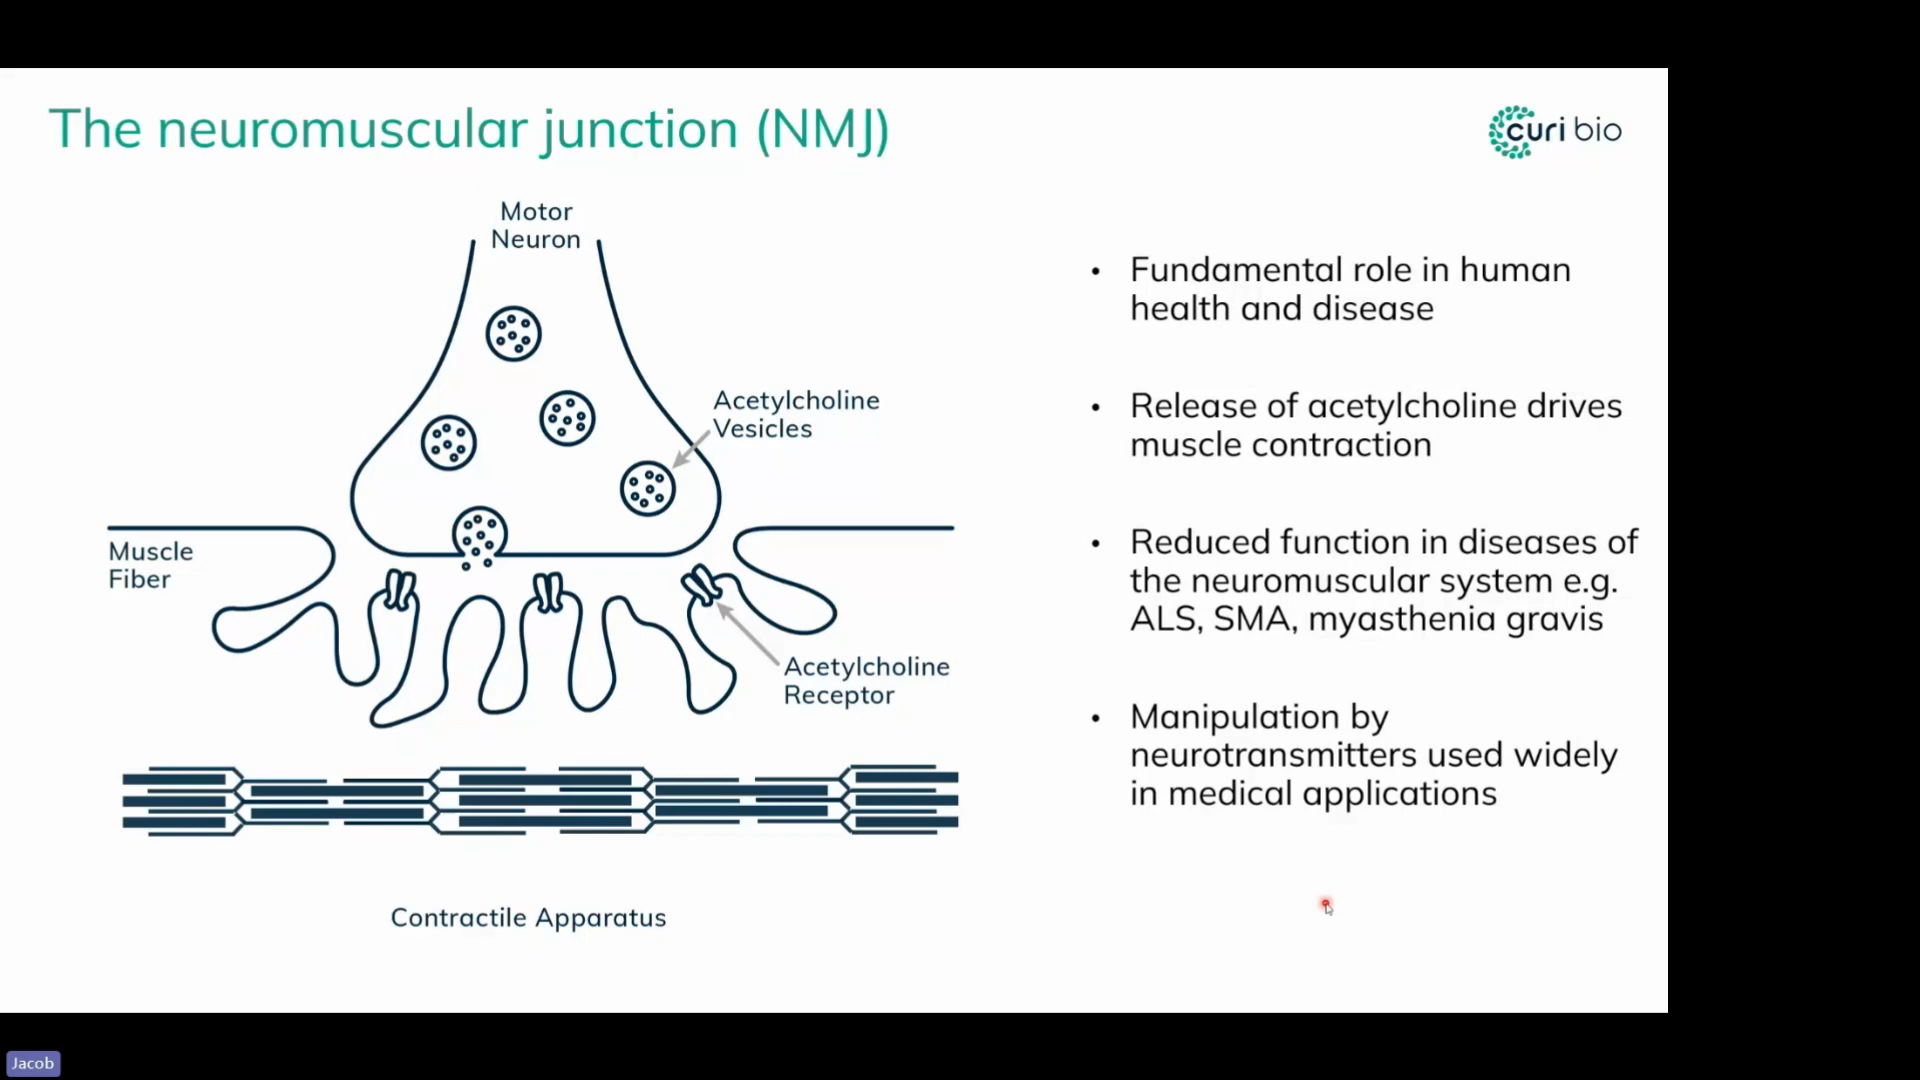 The neuromuscular junction (NMJ)
curi bio
Motor
Neuron
Acetylcholine
Vesicles
Muscle
Fiber
Acetylcholine
Receptor
Contractile Apparatus
• Fundamental role in human
health and disease
• Release of acetylcholine drives
muscle contraction
• Reduced function in diseases of
the neuromuscular system e.g.
ALS, SMA, myasthenia gravis
• Manipulation by
neurotransmitters used widely
in medical applications
Jacob